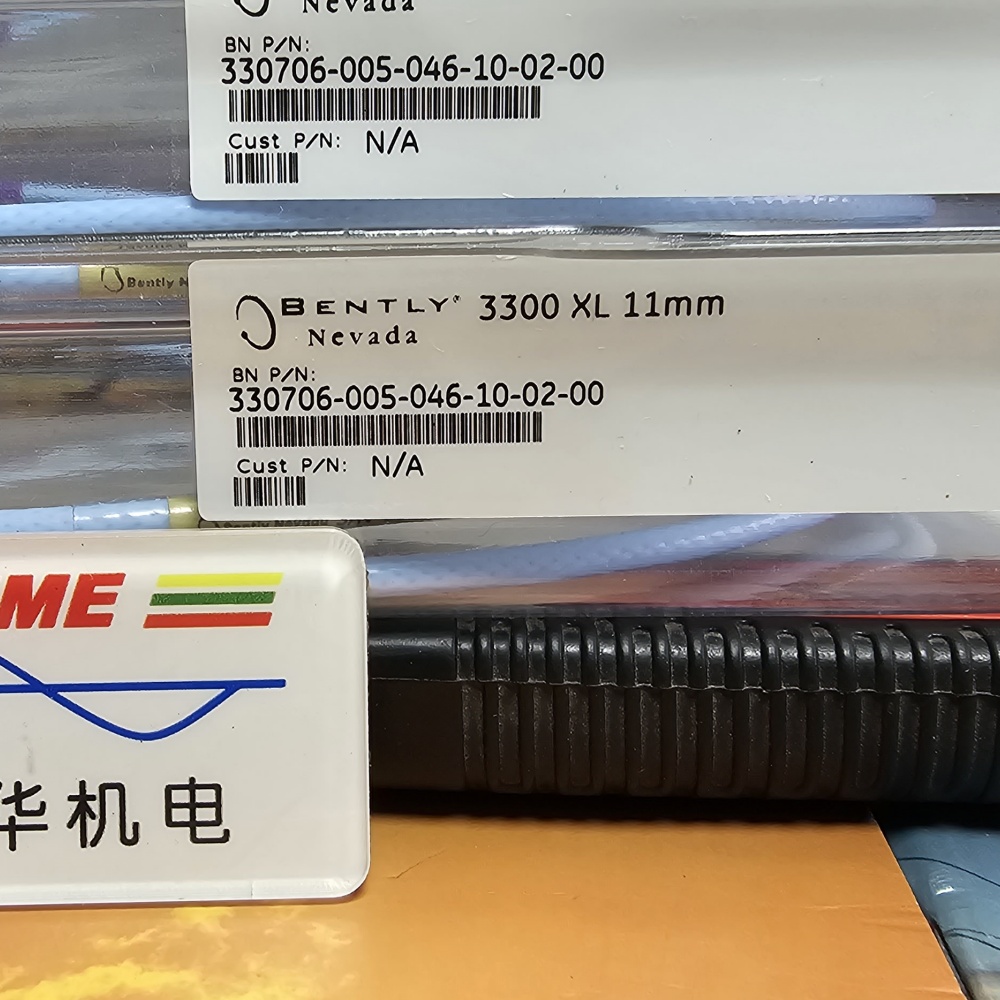 Nevada
BN P/N:
330706-005-046-10-02-00
Cust P/N: N/A
Bently
BENTLY 3300 XL 11mm
Nevada
BN P/N:
330706-005-046-10-02-00
Cust P/N: N/A
ME
华机电